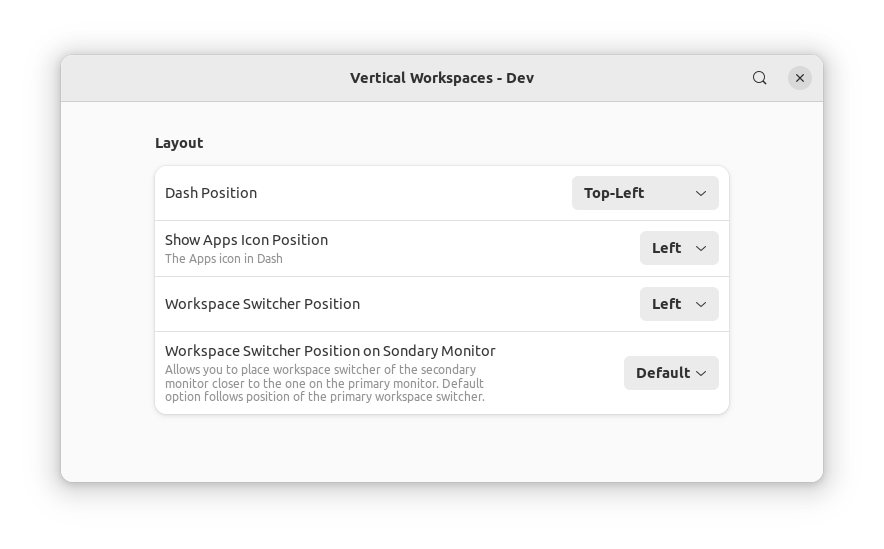 Vertical Workspaces - Dev
Layout
Dash Position
Top-Left
Show Apps Icon Position
The Apps icon in Dash
Left
Workspace Switcher Position
Left
Workspace Switcher Position on Sondary Monitor
Allows you to place workspace switcher of the secondary
monitor closer to the one on the primary monitor. Default
option follows position of the primary workspace switcher.
Default